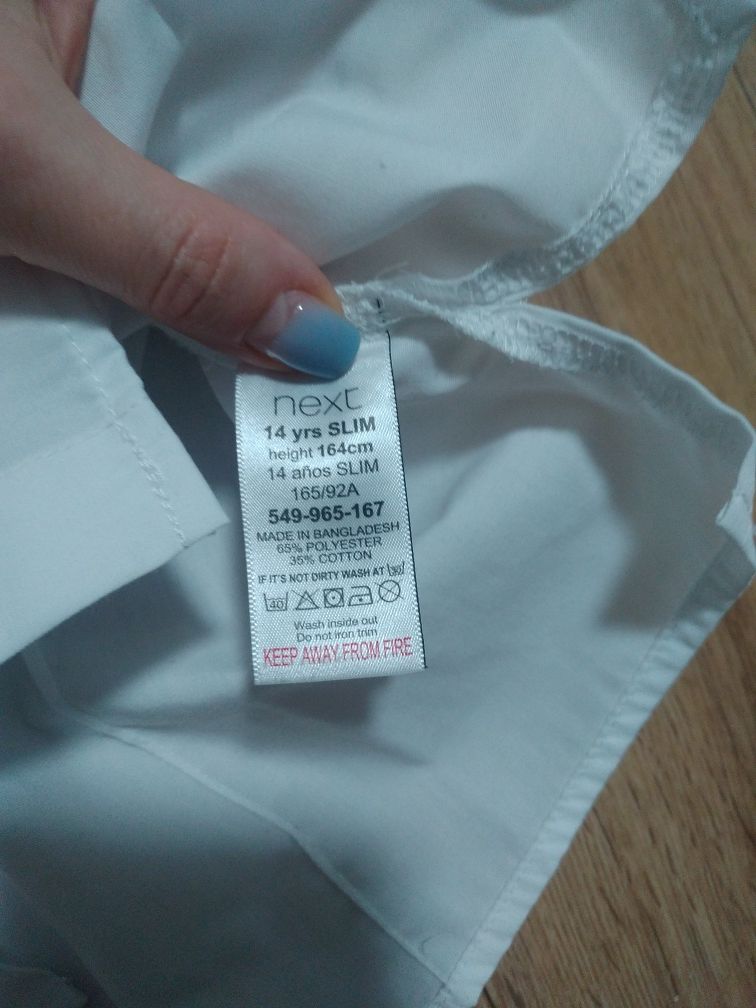 next
14 yrs SLIM
height 164cm
14 años SLIM
165/92A
549-965-167
MADE IN BANGLADESH
65% POLYESTER
35% COTTON
IF IT'S NOT DIRTY WASH AT 30
40
Wash inside out
Do not iron trim
KEEP AWAY FROM FIRE